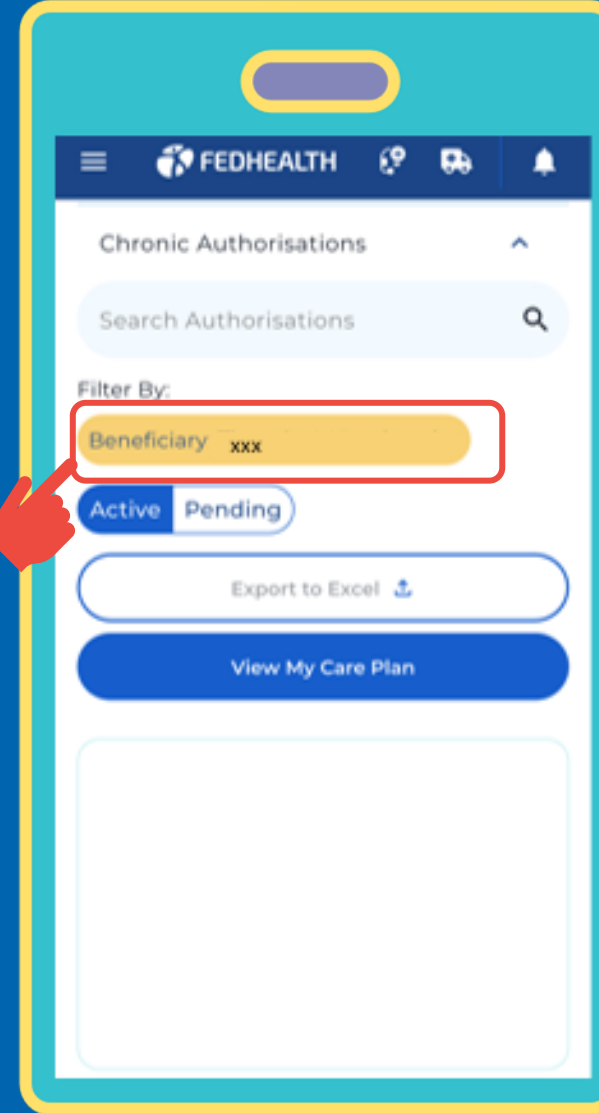 FEDHEALTH
Chronic Authorisations
Search Authorisations
Filter By:
Beneficiary xxx
Active Pending
Export to Excel
View My Care Plan